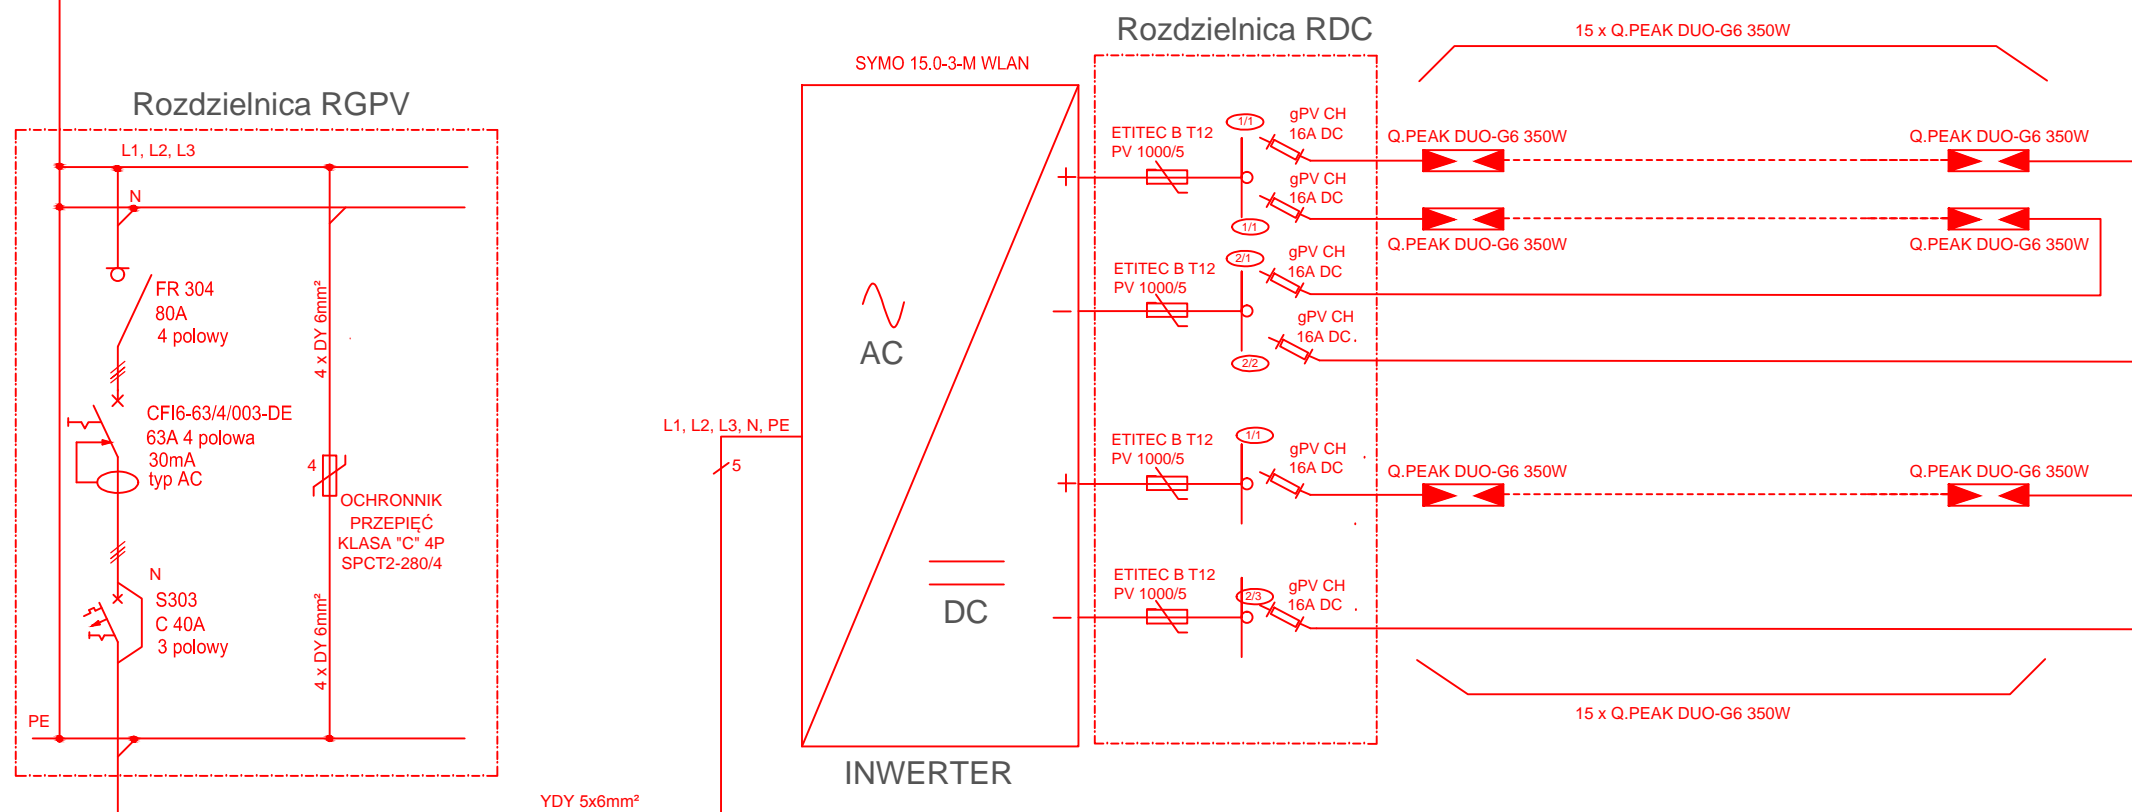 Rozdzielnica RGPV
L1, L2, L3
N
FR 304
80A
4 polowy
4 x DY 6mm²
CFI6-63/4/003-DE
63A 4 polowa
30mA
typ AC
4
OCHRONNIK
PRZEPIĘĆ
KLASA "C" 4P
SPCT2-280/4
N
S303
C 40A
3 polowy
4 x DY 6mm²
PE
YDY 5x6mm²
L1, L2, L3, N, PE
5
SYMO 15.0-3-M WLAN
AC
DC
INWERTER
+
−
+
−
Rozdzielnica RDC
ETITEC B T12
PV 1000/5
1/1
gPV CH
16A DC
gPV CH
16A DC
1/1
ETITEC B T12
PV 1000/5
2/1
gPV CH
16A DC
gPV CH
16A DC
2/2
ETITEC B T12
PV 1000/5
1/1
gPV CH
16A DC
ETITEC B T12
PV 1000/5
2/3
gPV CH
16A DC
15 x Q.PEAK DUO-G6 350W
Q.PEAK DUO-G6 350W
Q.PEAK DUO-G6 350W
Q.PEAK DUO-G6 350W
Q.PEAK DUO-G6 350W
Q.PEAK DUO-G6 350W
Q.PEAK DUO-G6 350W
15 x Q.PEAK DUO-G6 350W